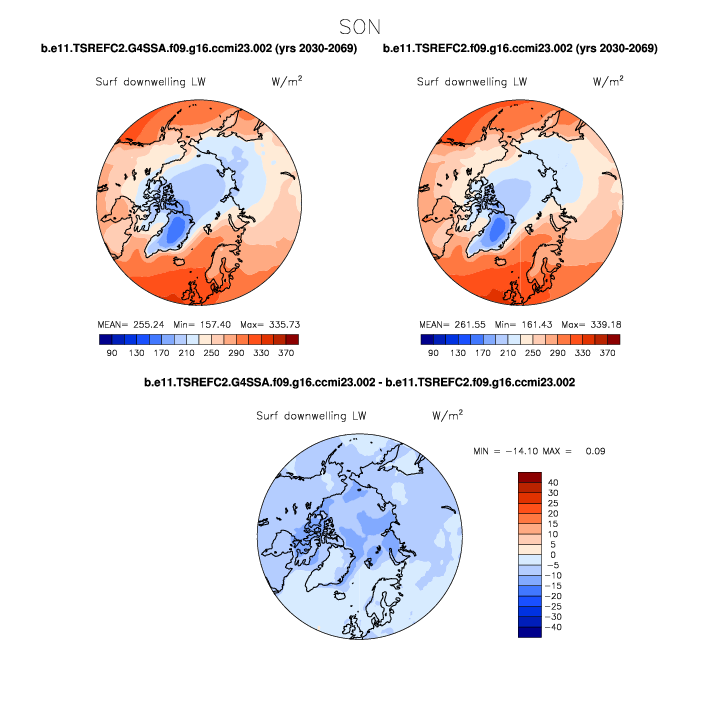 SON
b.e11.TSREFC2.G4SSA.f09.g16.ccmi23.002 (yrs 2030-2069) b.e11.TSREFC2.f09.g16.ccmi23.002 (yrs 2030-2069)
Surf downwelling LW W/m² Surf downwelling LW W/m²
MEAN= 255.24 Min= 157.40 Max= 335.73 MEAN= 261.55 Min= 161.43 Max= 339.18
90 130 170 210 250 290 330 370 90 130 170 210 250 290 330 370
b.e11.TSREFC2.G4SSA.f09.g16.ccmi23.002 - b.e11.TSREFC2.f09.g16.ccmi23.002
Surf downwelling LW W/m²
MIN = −14.10 MAX = 0.09
40
30
25
20
15
10
5
0
−5
−10
−15
−20
−25
−30
−40